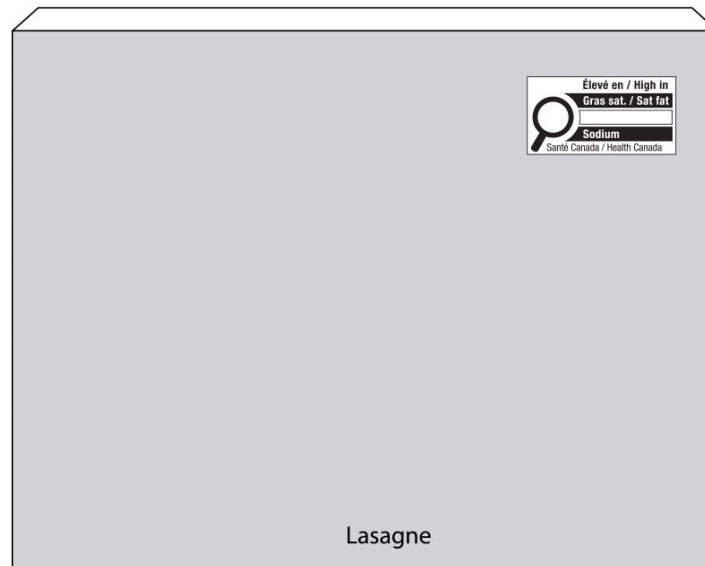 Élevé en / High in
Gras sat. / Sat fat
Sodium
Santé Canada / Health Canada
Lasagne